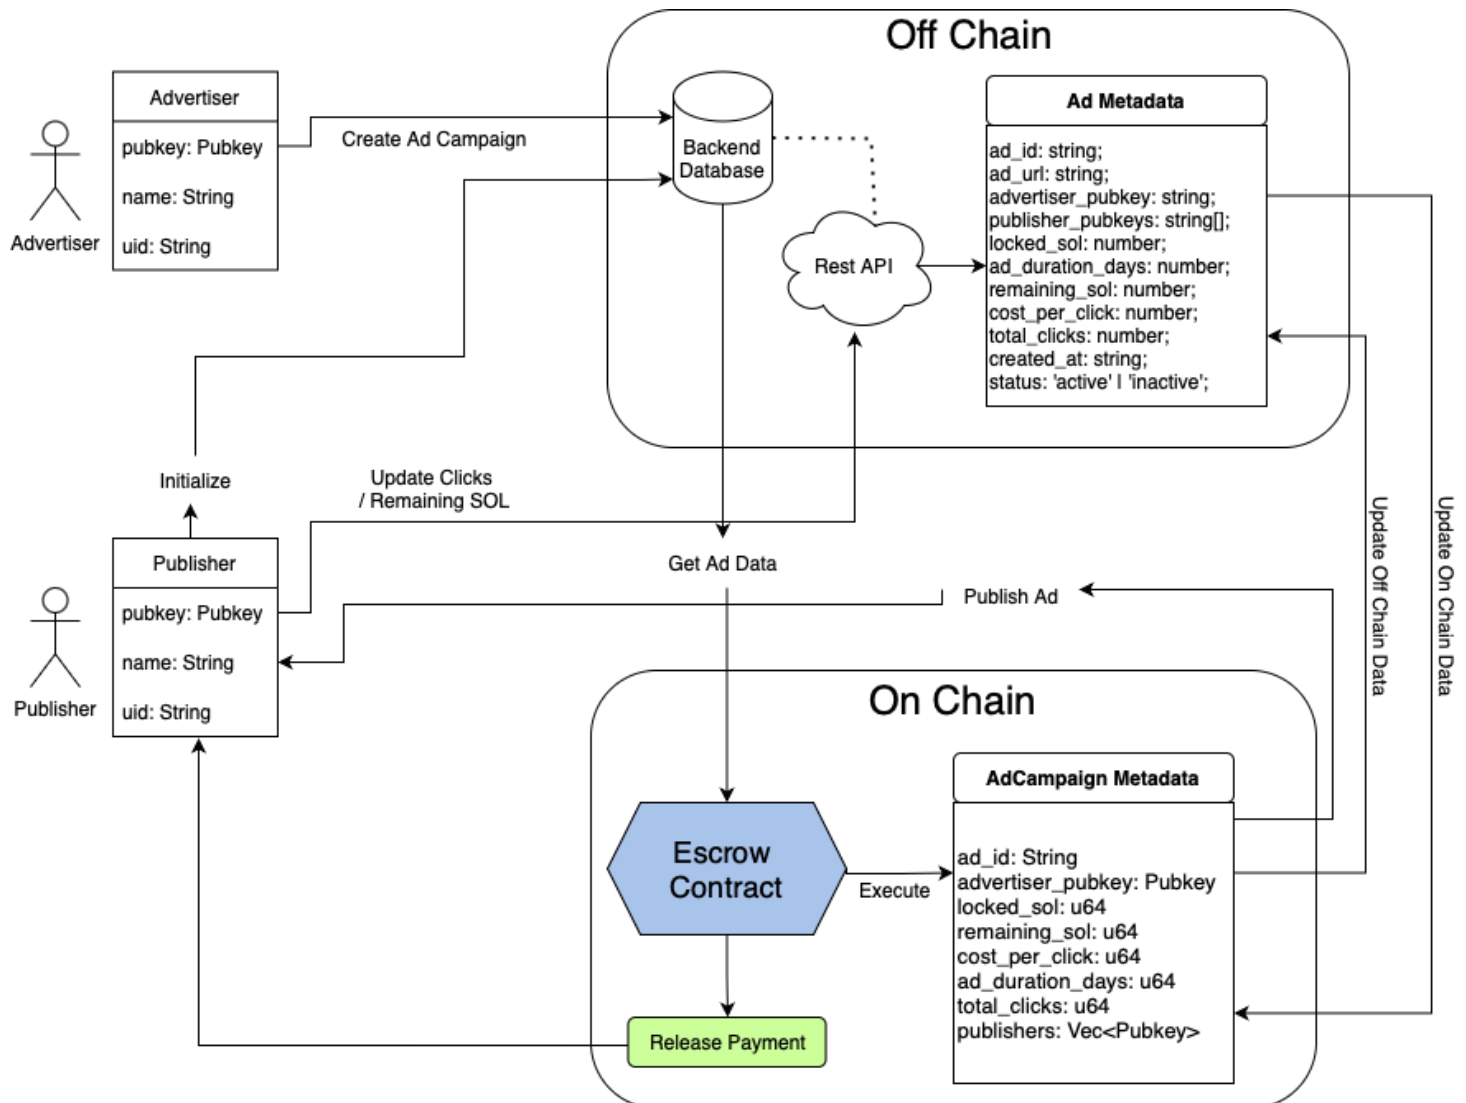 Off Chain
Advertiser
pubkey: Pubkey
name: String
uid: String
Advertiser
Create Ad Campaign
Backend
Database
Rest API
Ad Metadata
ad_id: string;
ad_url: string;
advertiser_pubkey: string;
publisher_pubkeys: string[];
locked_sol: number;
ad_duration_days: number;
remaining_sol: number;
cost_per_click: number;
total_clicks: number;
created_at: string;
status: 'active' | 'inactive';
Initialize
Update Clicks
/ Remaining SOL
Publisher
pubkey: Pubkey
name: String
uid: String
Publisher
Get Ad Data
Publish Ad
Update Off Chain Data
Update On Chain Data
On Chain
Escrow
Contract
Execute
Release Payment
AdCampaign Metadata
ad_id: String
advertiser_pubkey: Pubkey
locked_sol: u64
remaining_sol: u64
cost_per_click: u64
ad_duration_days: u64
total_clicks: u64
publishers: Vec<Pubkey>